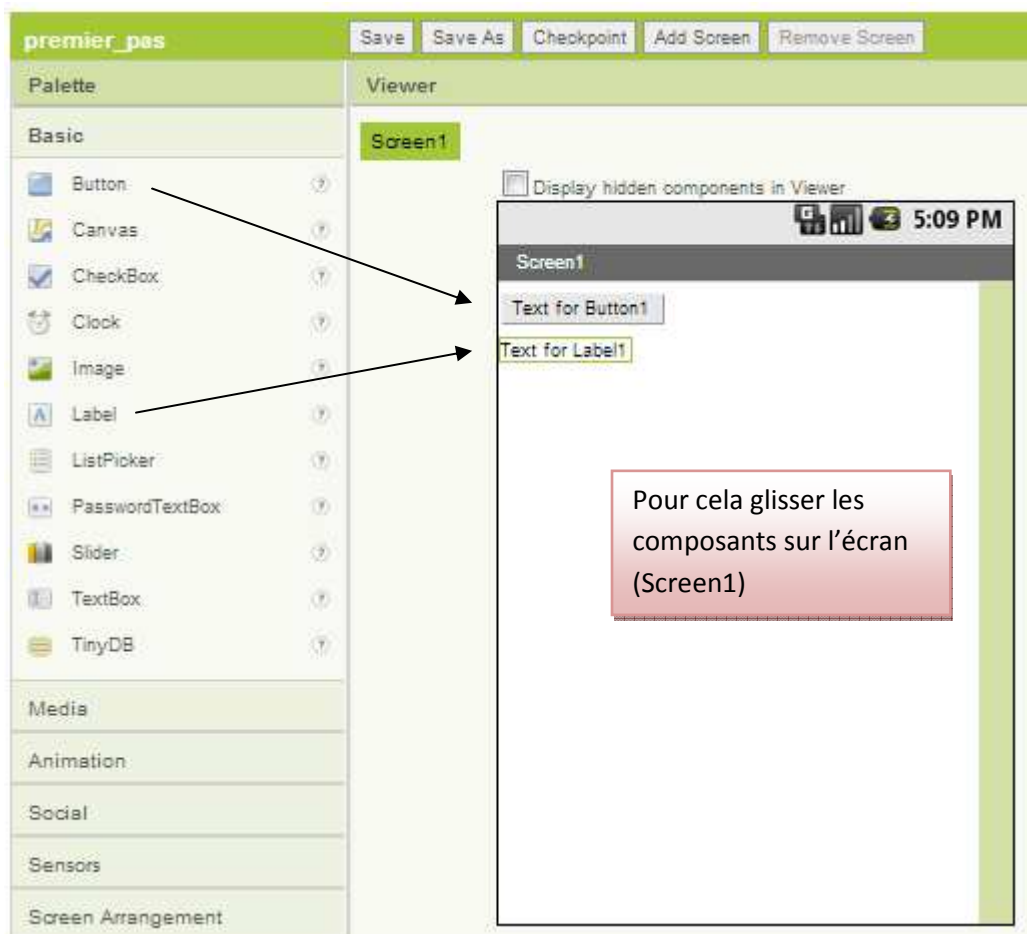 premier_pas
Save
Save As
Checkpoint
Add Screen
Remove Screen
Palette
Viewer
Basic
Screen1
Button
Canvas
CheckBox
Clock
Image
Label
ListPicker
PasswordTextBox
Slider
TextBox
TinyDB
Media
Animation
Social
Sensors
Screen Arrangement
Display hidden components in Viewer
5:09 PM
Screen1
Text for Button1
Text for Label1
Pour cela glisser les
composants sur l’écran
(Screen1)